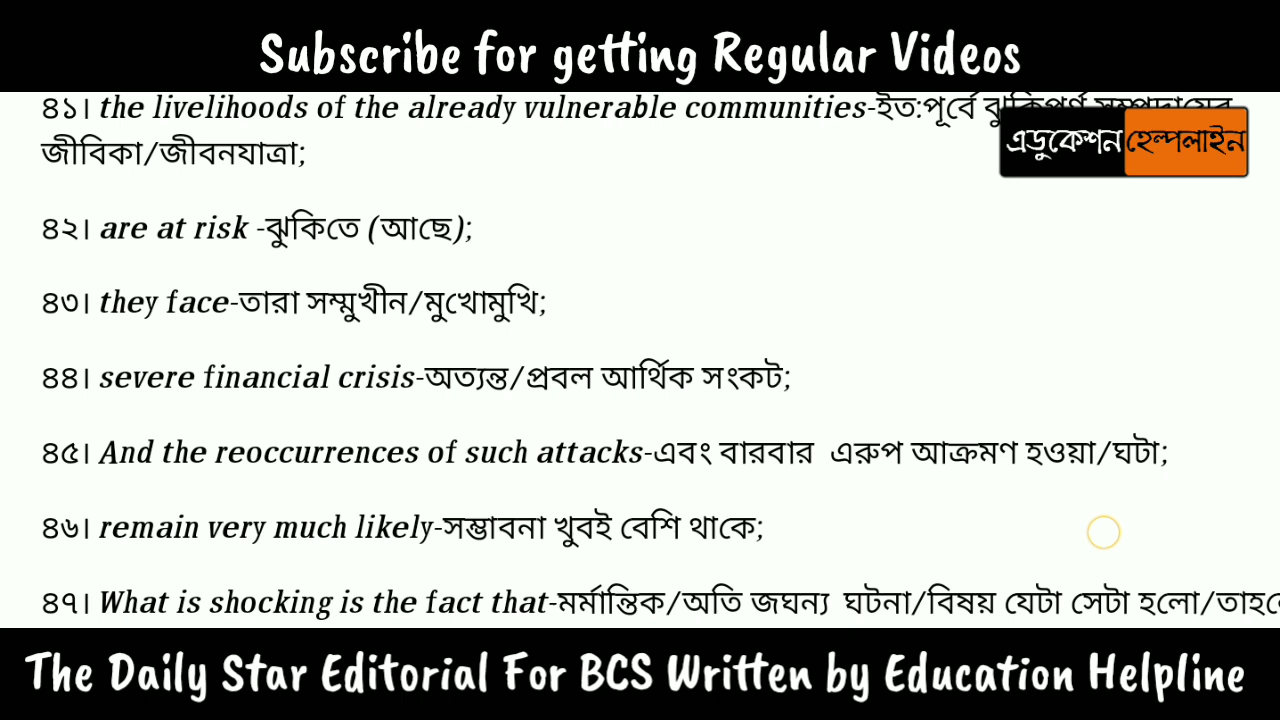 Subscribe for getting Regular Videos
৪১। the livelihoods of the already vulnerable communities-ইত:পূর্বে ঝুকিপূর্ণ সম্প্রদায়ের
জীবিকা/জীবনযাত্রা;
এডুকেশন হেল্পলাইন
৪২। are at risk -ঝুকিতে (আছে);
৪৩। they face-তারা সম্মুখীন/মুখোমুখি;
৪৪। severe financial crisis-অত্যন্ত/প্রবল আর্থিক সংকট;
৪৫। And the reoccurrences of such attacks-এবং বারবার এরুপ আক্রমণ হওয়া/ঘটা;
৪৬। remain very much likely-সম্ভাবনা খুবই বেশি থাকে;
৪৭। What is shocking is the fact that-মর্মান্তিক/অতি জঘন্য ঘটনা/বিষয় যেটা সেটা হলো/
The Daily Star Editorial For BCS Written by Education Helpline